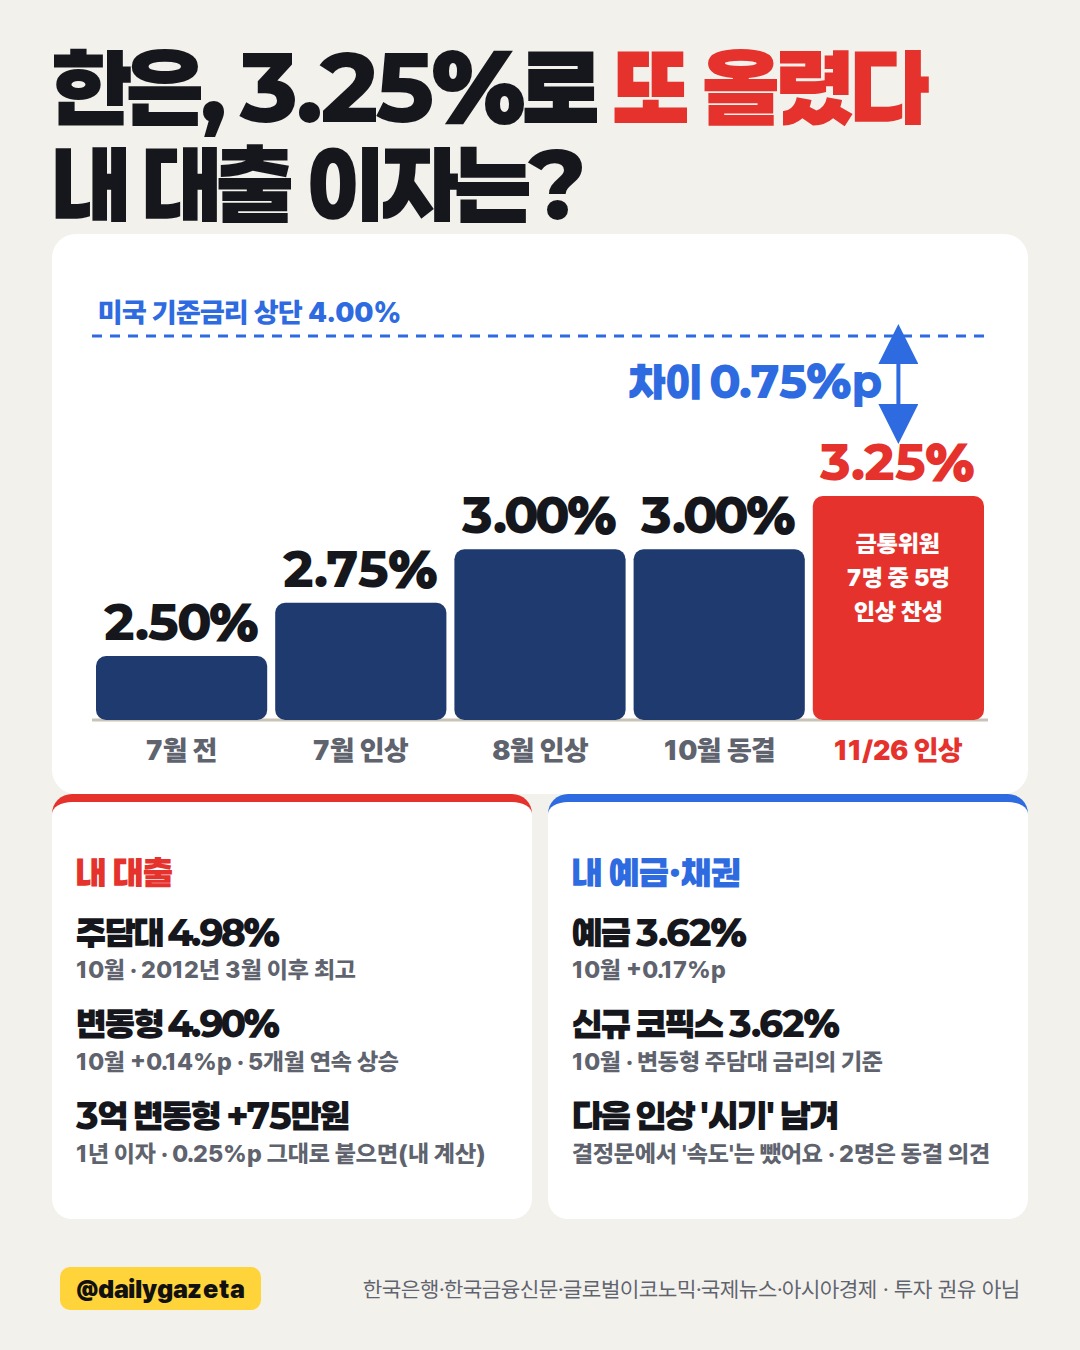 한은, 3.25%로 또 올렸다
내 대출 이자는?
미국 기준금리 상단 4.00%
차이 0.75%p
2.50%
2.75%
3.00%
3.00%
3.25%
금통위원
7명 중 5명
인상 찬성
7월 전
7월 인상
8월 인상
10월 동결
11/26 인상
내 대출
주담대 4.98%
10월 · 2012년 3월 이후 최고
변동형 4.90%
10월 +0.14%p · 5개월 연속 상승
3억 변동형 +75만원
1년 이자 · 0.25%p 그대로 붙으면(내 계산)
내 예금·채권
예금 3.62%
10월 +0.17%p
신규 코픽스 3.62%
10월 · 변동형 주담대 금리의 기준
다음 인상 '시기' 남겨
결정문에서 '속도'는 뺐어요 · 2명은 동결 의견
@dailygazeta
한국은행·한국금융신문·글로벌이코노믹·국제뉴스·아시아경제 · 투자 권유 아님